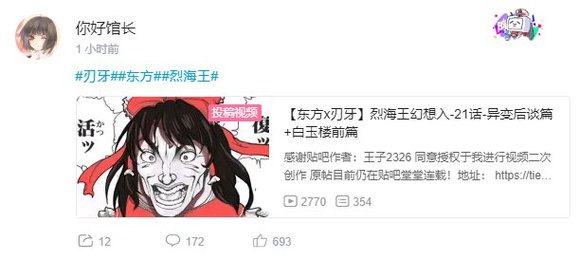 你好馆长
1 小时前
#刃牙##东方##烈海王#
投稿视频
复
活ッ
かっ
ッ
【东方x刃牙】烈海王幻想入-21话-异变后谈篇
+白玉楼前篇
感谢贴吧作者：王子2326 同意授权于我进行视频二次
创作 原帖目前仍在贴吧堂堂连载！地址： https://tie...
2770 354
12 172 693